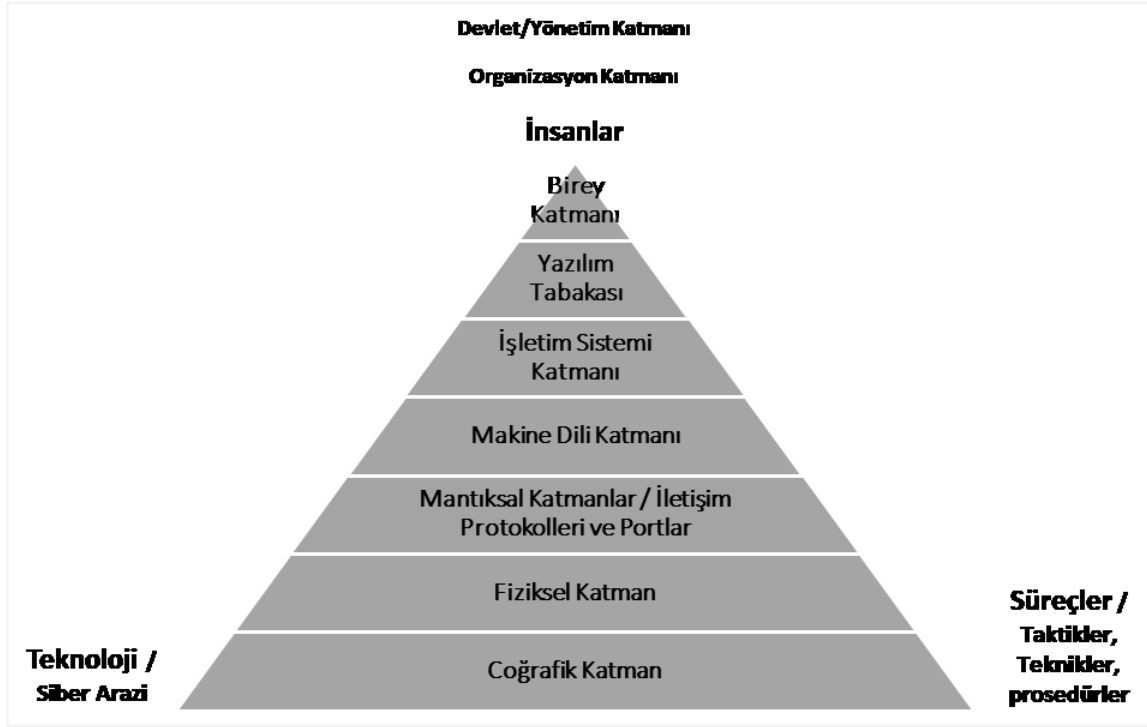 Devlet/Yönetim Katmanı
Organizasyon Katmanı
İnsanlar
Birey
Katmanı
Yazılım
Tabakası
İşletim Sistemi
Katmanı
Makine Dili Katmanı
Mantıksal Katmanlar / İletişim
Protokolleri ve Portlar
Fiziksel Katman
Coğrafik Katman
Teknoloji /
Siber Arazi
Süreçler /
Taktikler,
Teknikler,
prosedürler